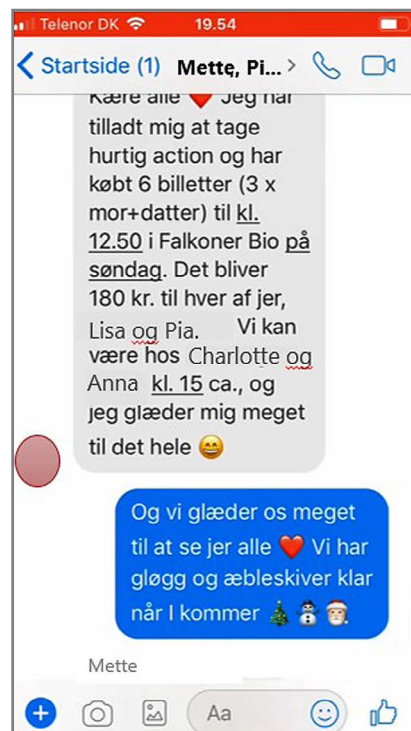 Telenor DK 19.54
Startside (1) Mette, Pi...
Kære alle ❤️ Jeg har
tilladt mig at tage
hurtig action og har
købt 6 billetter (3 x
mor+datter) til kl.
12.50 i Falkoner Bio på
søndag. Det bliver
180 kr. til hver af jer,
Lisa og Pia. Vi kan
være hos Charlotte og
Anna kl. 15 ca., og
jeg glæder mig meget
til det hele 😄
Og vi glæder os meget
til at se jer alle ❤️ Vi har
gløgg og æbleskiver klar
når I kommer 🎄⛄🎅
Mette
Aa